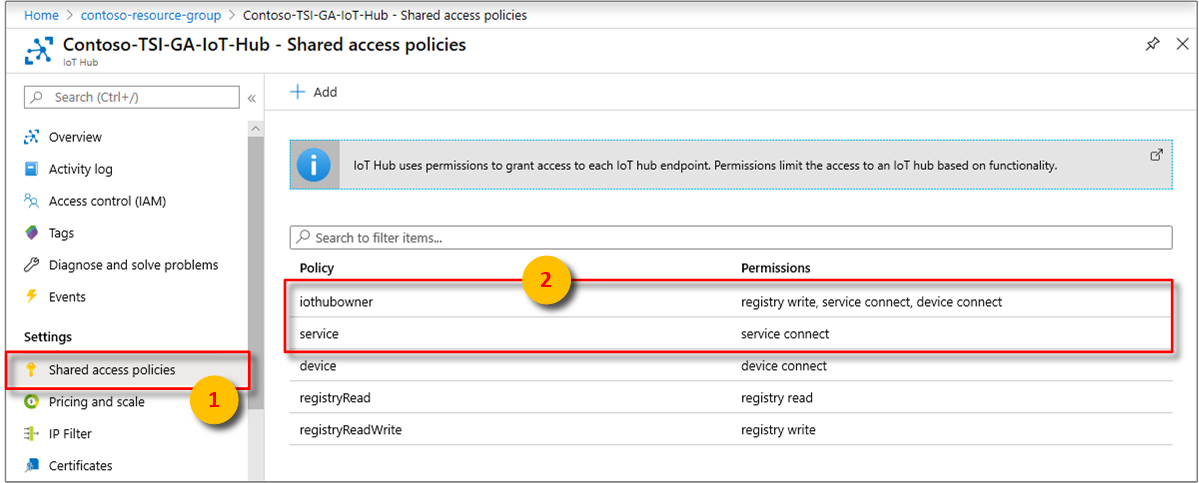 Home > contoso-resource-group > Contoso-TSI-GA-IoT-Hub - Shared access policies
Contoso-TSI-GA-IoT-Hub - Shared access policies
IoT Hub
Search (Ctrl+/)
«
Add
Overview
Activity log
Access control (IAM)
Tags
Diagnose and solve problems
Events
Settings
Shared access policies
1
Pricing and scale
IP Filter
Certificates
IoT Hub uses permissions to grant access to each IoT hub endpoint. Permissions limit the access to an IoT hub based on functionality.
Search to filter items...
Policy Permissions
2
iothubowner registry write, service connect, device connect
service service connect
device device connect
registryRead registry read
registryReadWrite registry write